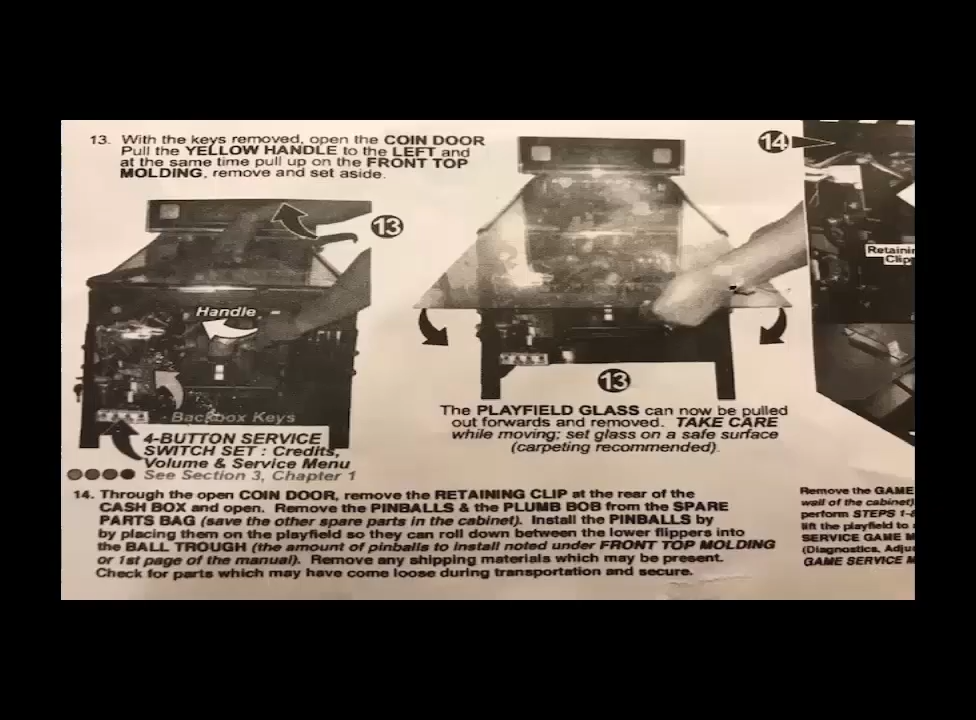 13. With the keys removed, open the COIN DOOR
Pull the YELLOW HANDLE to the LEFT and
at the same time pull up on the FRONT TOP
MOLDING, remove and set aside.
13
Handle
Backbox Keys
4-BUTTON SERVICE
SWITCH SET : Credits,
Volume & Service Menu
See Section 3, Chapter 1
13
The PLAYFIELD GLASS can now be pulled
out forwards and removed. TAKE CARE
while moving; set glass on a safe surface
(carpeting recommended).
14
Retaini
Clip
14. Through the open COIN DOOR, remove the RETAINING CLIP at the rear of the
CASH BOX and open. Remove the PINBALLS & the PLUMB BOB from the SPARE
PARTS BAG (save the other spare parts in the cabinet). Install the PINBALLS by
by placing them on the playfield so they can roll down between the lower flippers into
the BALL TROUGH (the amount of pinballs to install noted under FRONT TOP MOLDING
or 1st page of the manual). Remove any shipping materials which may be present.
Check for parts which may have come loose during transportation and secure.
Remove the GAME
wall of the cabinet)
perform STEPS 1-
lift the playfield to
SERVICE GAME M
(Diagnostics, Adju
GAME SERVICE M